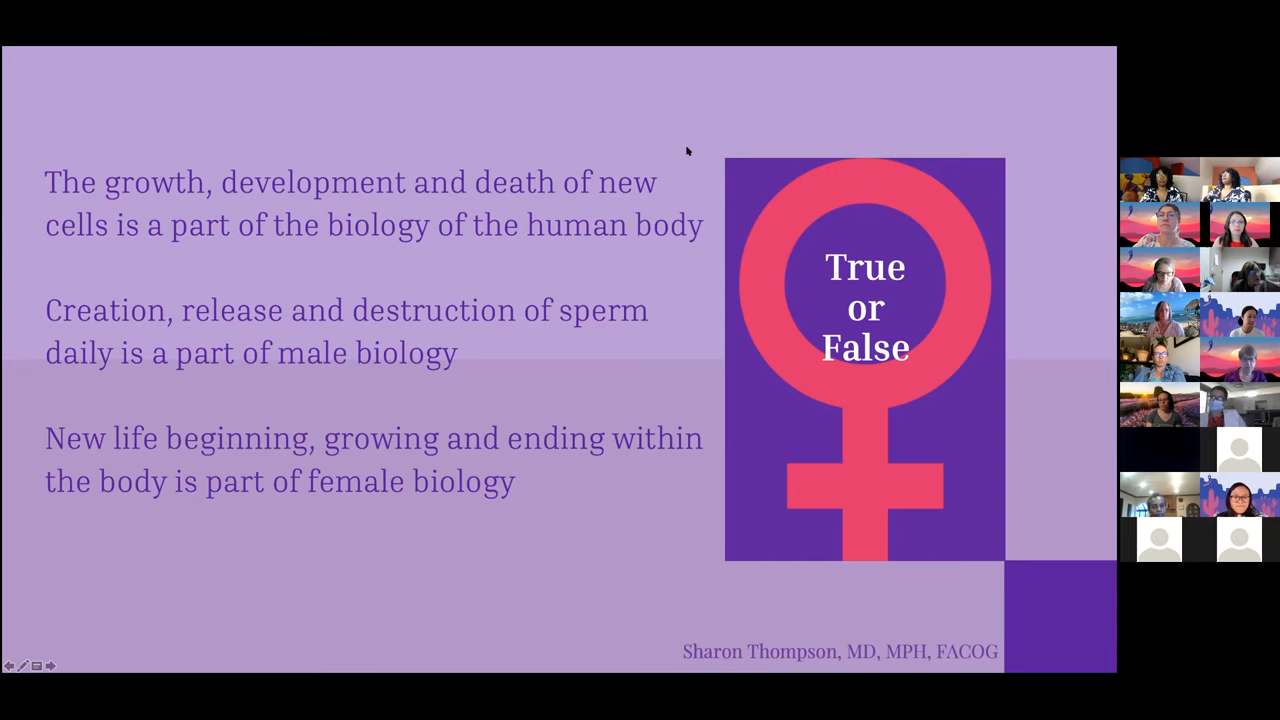 The growth, development and death of new
cells is a part of the biology of the human body
Creation, release and destruction of sperm
daily is a part of male biology
New life beginning, growing and ending within
the body is part of female biology
True
or
False
Sharon Thompson, MD, MPH, FACOG